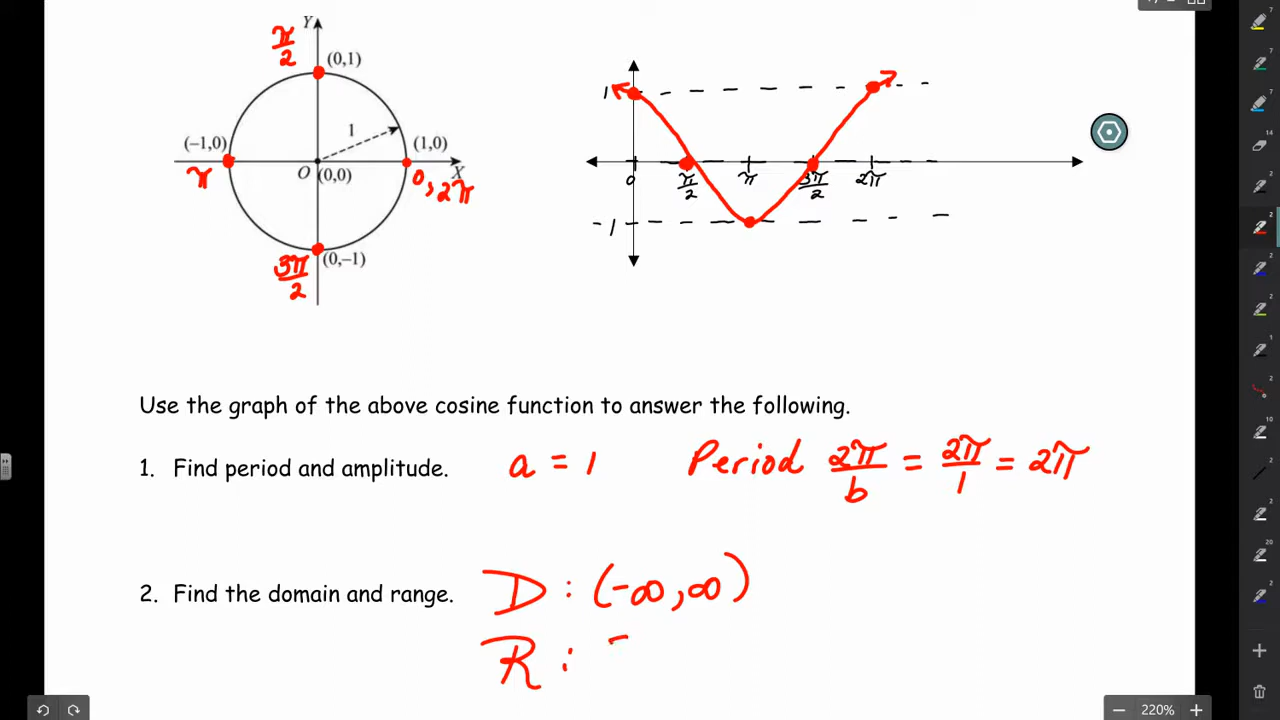 Y
π/2
(0,1)
1
(−1,0)
(1,0)
π
O
(0,0)
X
0, 2π
3π/2
(0,−1)
1
0
π/2
π
3π/2
2π
-1
Use the graph of the above cosine function to answer the following.
1. Find period and amplitude. a = 1 Period 2π/b = 2π/1 = 2π
2. Find the domain and range. D : (-∞, ∞)
R :
220%